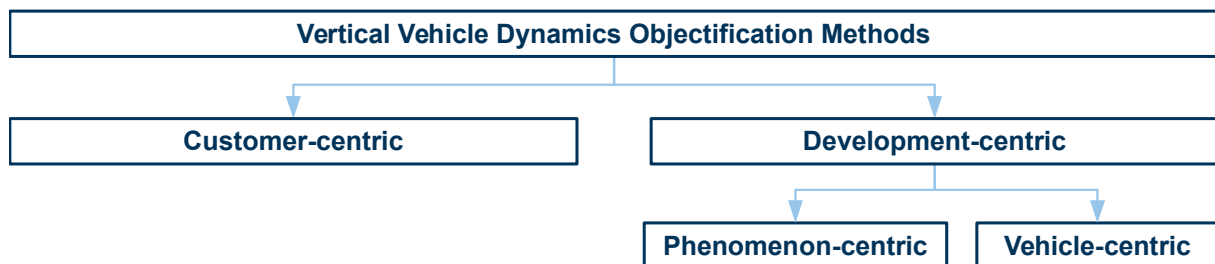 Vertical Vehicle Dynamics Objectification Methods
Customer-centric
Development-centric
Phenomenon-centric
Vehicle-centric